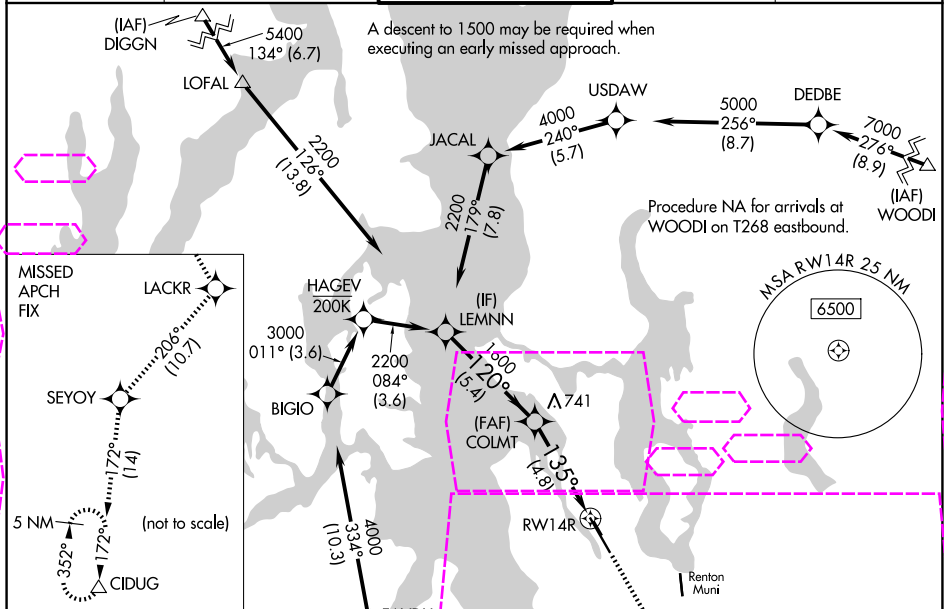 (IAF)
DIGGN
5400
134° (6.7)
A descent to 1500 may be required when
executing an early missed approach.
LOFAL
USDAW
DEDBE
4000
240°
(5.7)
5000
256°
(8.7)
7000
276°
(8.9)
(IAF)
WOODI
JACAL
2200
126°
(13.8)
2200
179°
(7.8)
Procedure NA for arrivals at
WOODI on T268 eastbound.
MSA RW14R 25 NM
6500
MISSED
APCH
FIX
LACKR
206°
(10.7)
SEYOY
172°
(14)
5 NM
(not to scale)
352°
172°
CIDUG
HAGEV
200K
(IF)
LEMNN
3000
011° (3.6)
2200
084°
(3.6)
BIGIO
1600
120°
(5.4)
741
(FAF)
COLMT
135°
(4.8)
RW14R
4000
334°
(10.3)
Renton
Muni